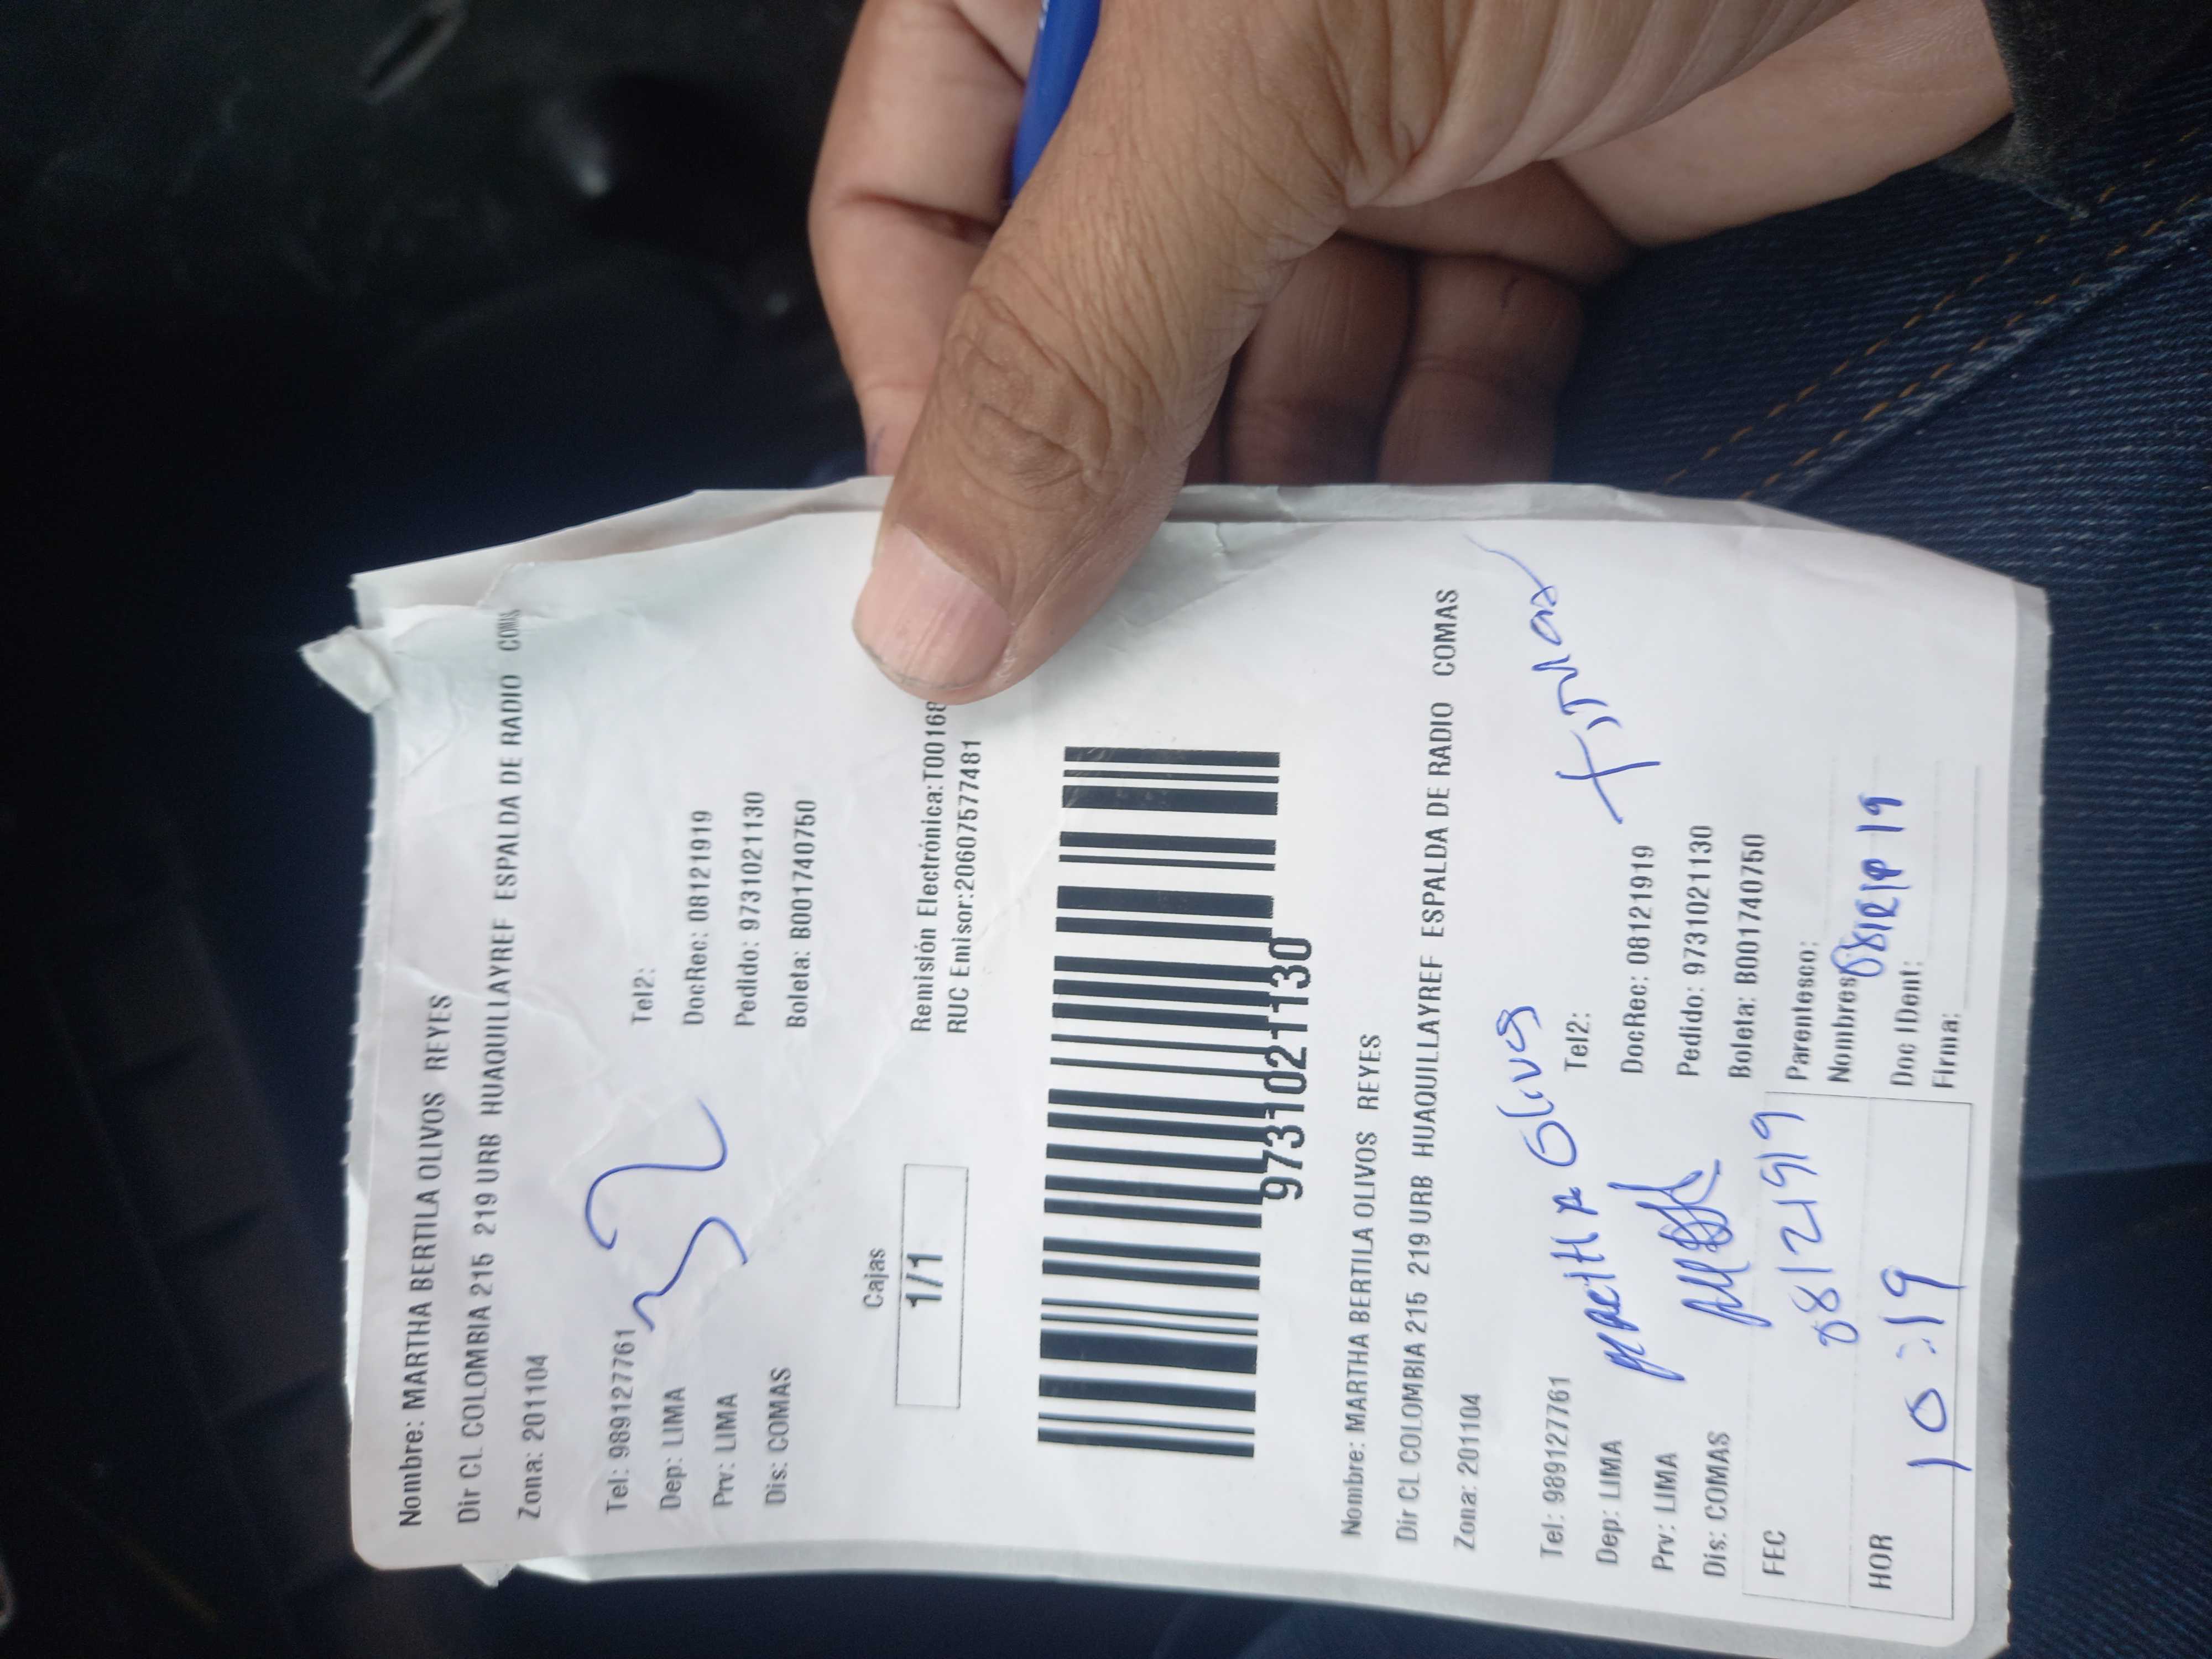 Nombre: MARTHA BERTILA OLIVOS REYES
Dir CL COLOMBIA 215 219 URB HUAQUILLAYREF ESPALDA DE RADIO COMAS
Zona: 201104
Tel: 989127761 Tel2:
Dep: LIMA DocRec: 08121919
Prv: LIMA Pedido: 9731021130
Dis: COMAS Boleta: B001740750
Cajas
1/1
Remisión Electrónica:T00168
RUC Emisor:20607577481
9731021130
Nombre: MARTHA BERTILA OLIVOS REYES
Dir CL COLOMBIA 215 219 URB HUAQUILLAYREF ESPALDA DE RADIO COMAS
Zona: 201104
Olivos
Tel: 989127761 Tel2:
Titular
Dep: LIMA DocRec: 08121919
Prv: LIMA Pedido: 9731021130
Dis: COMAS Boleta: B001740750
FEC 08121919
Parentesco:
Nombres
HOR 10:19
Doc IDent:
Firma: